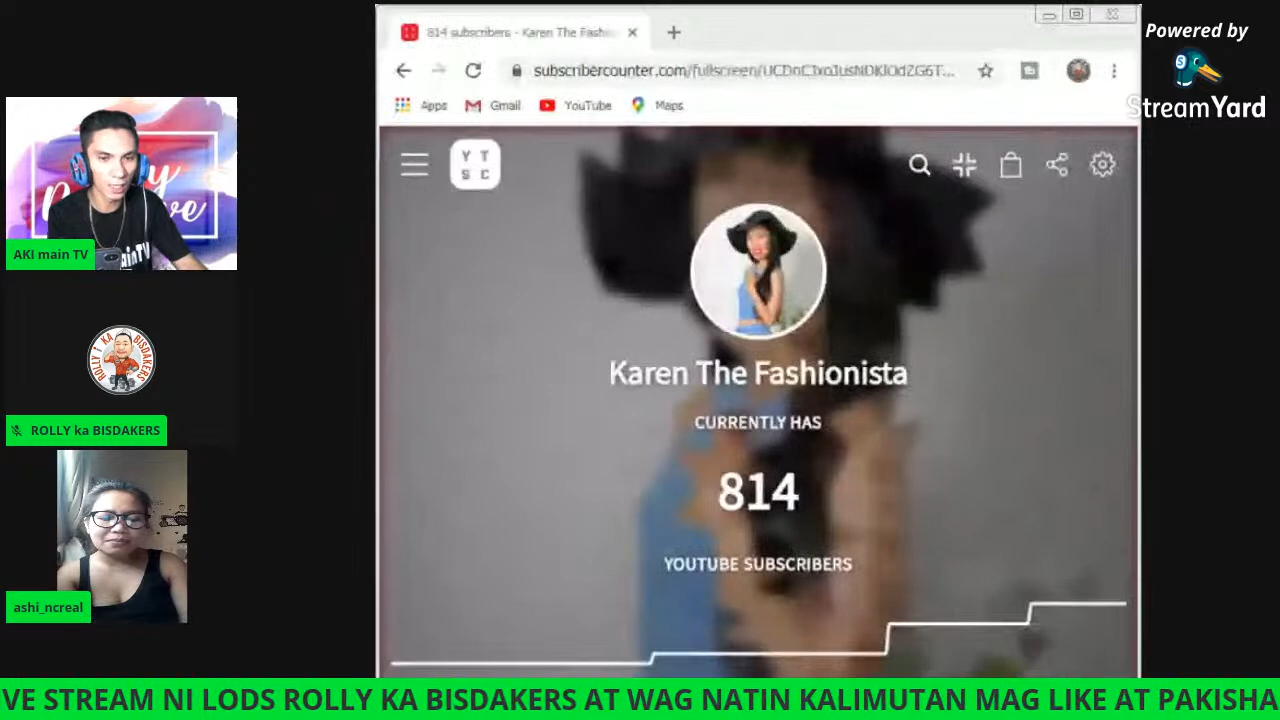 814 subscribers - Karen The Fashi
Powered by
StreamYard
subscribercounter.com/fullscreen/
Apps
Gmail
YouTube
Maps
Y T
S C
AKI main TV
Karen The Fashionista
CURRENTLY HAS
814
YOUTUBE SUBSCRIBERS
ROLLY ka BISDAKERS
ashi_ncreal
VE STREAM NI LODS ROLLY KA BISDAKERS AT WAG NATIN KALIMUTAN MAG LIKE AT PAKISHA